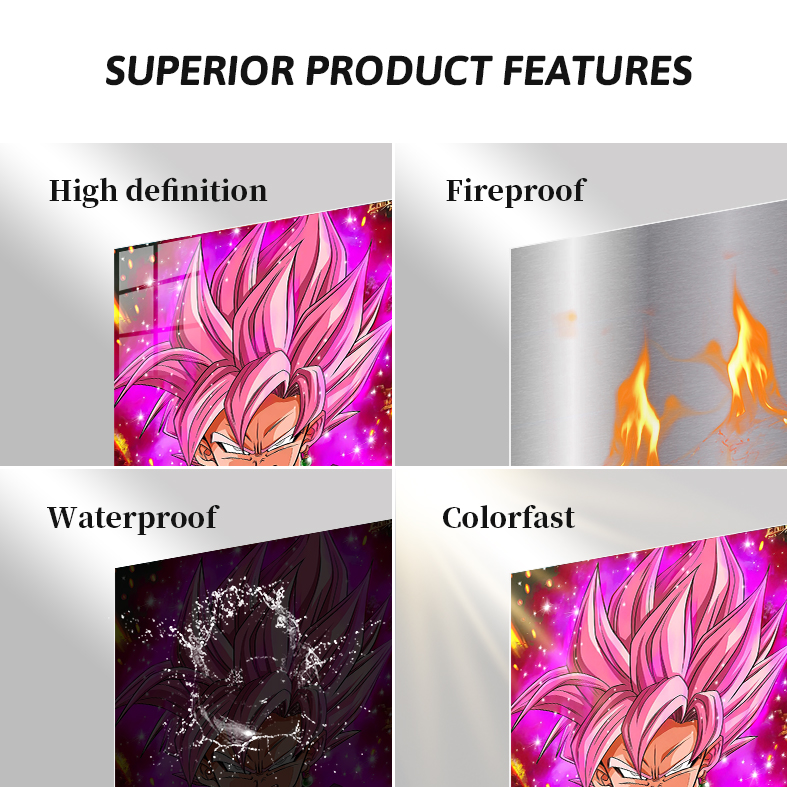 SUPERIOR PRODUCT FEATURES
High definition
Fireproof
Waterproof
Colorfast